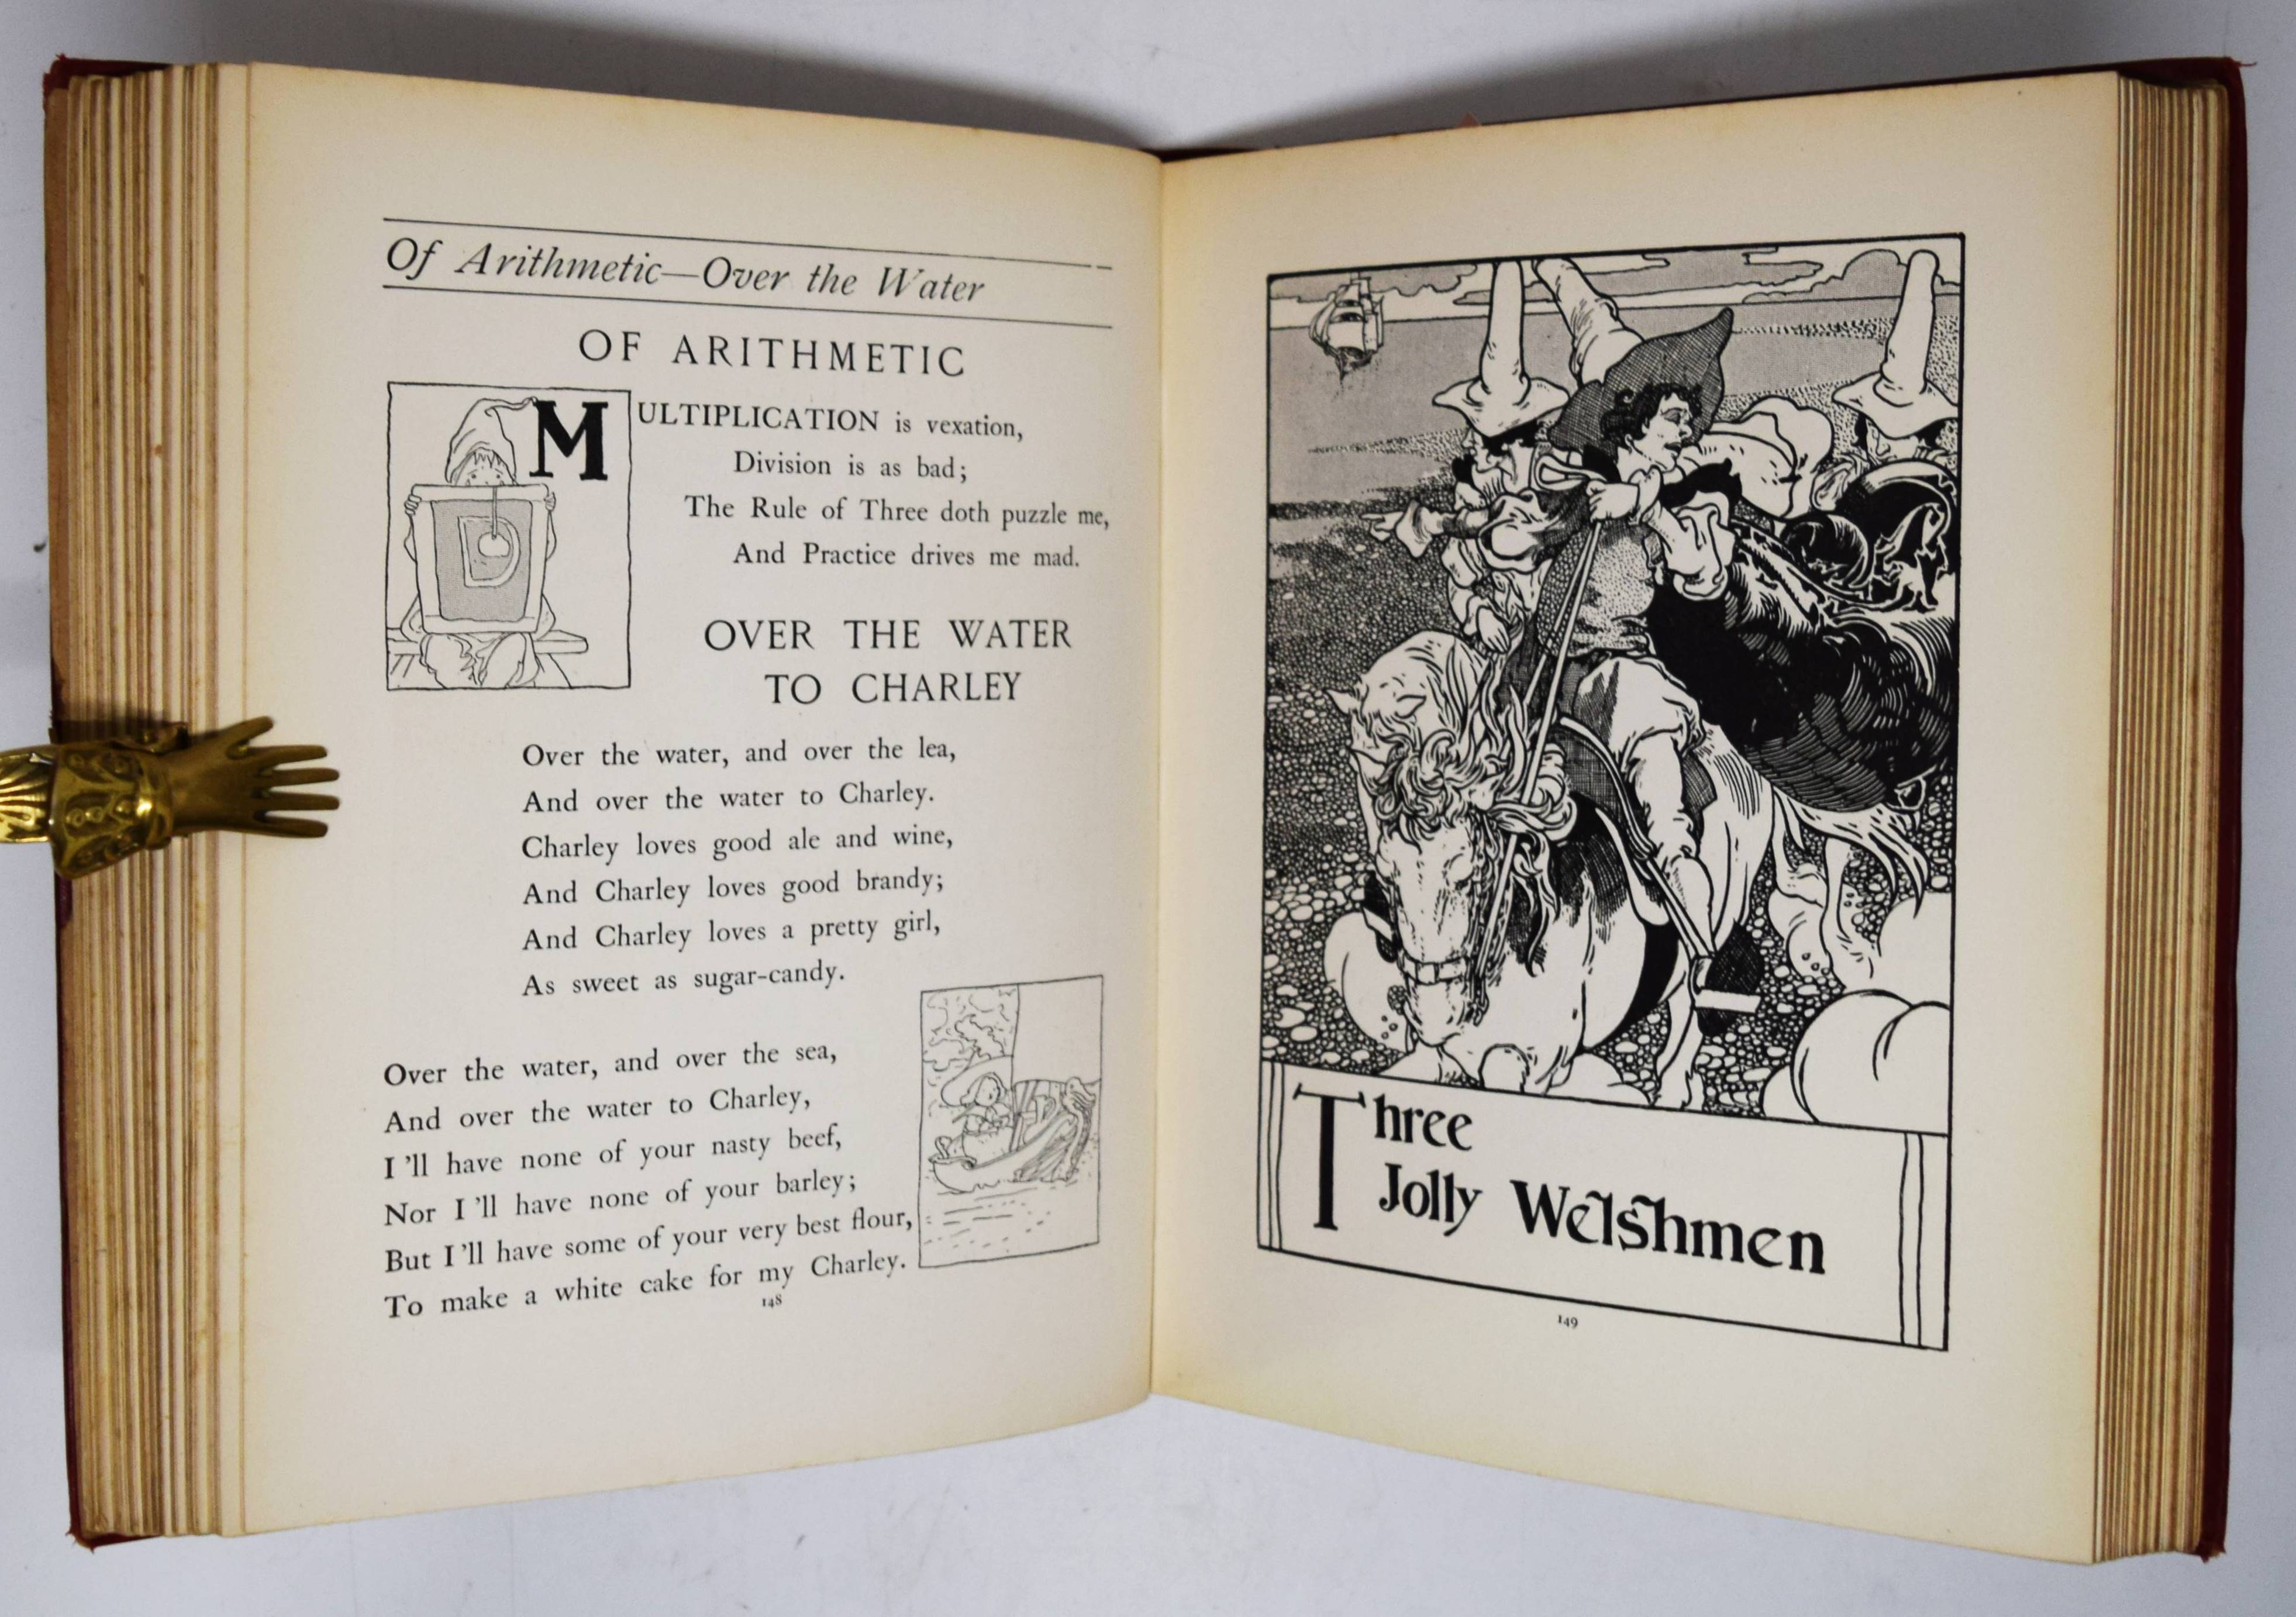 Of Arithmetic—Over the Water
OF ARITHMETIC
MULTIPLICATION is vexation,
Division is as bad;
The Rule of Three doth puzzle me,
And Practice drives me mad.
OVER THE WATER
TO CHARLEY
Over the water, and over the lea,
And over the water to Charley.
Charley loves good ale and wine,
And Charley loves good brandy;
And Charley loves a pretty girl,
As sweet as sugar-candy.
Over the water, and over the sea,
And over the water to Charley,
I 'll have none of your nasty beef,
Nor I 'll have none of your barley;
But I 'll have some of your very best flour,
To make a white cake for my Charley.
148
Three
Jolly Welshmen
149